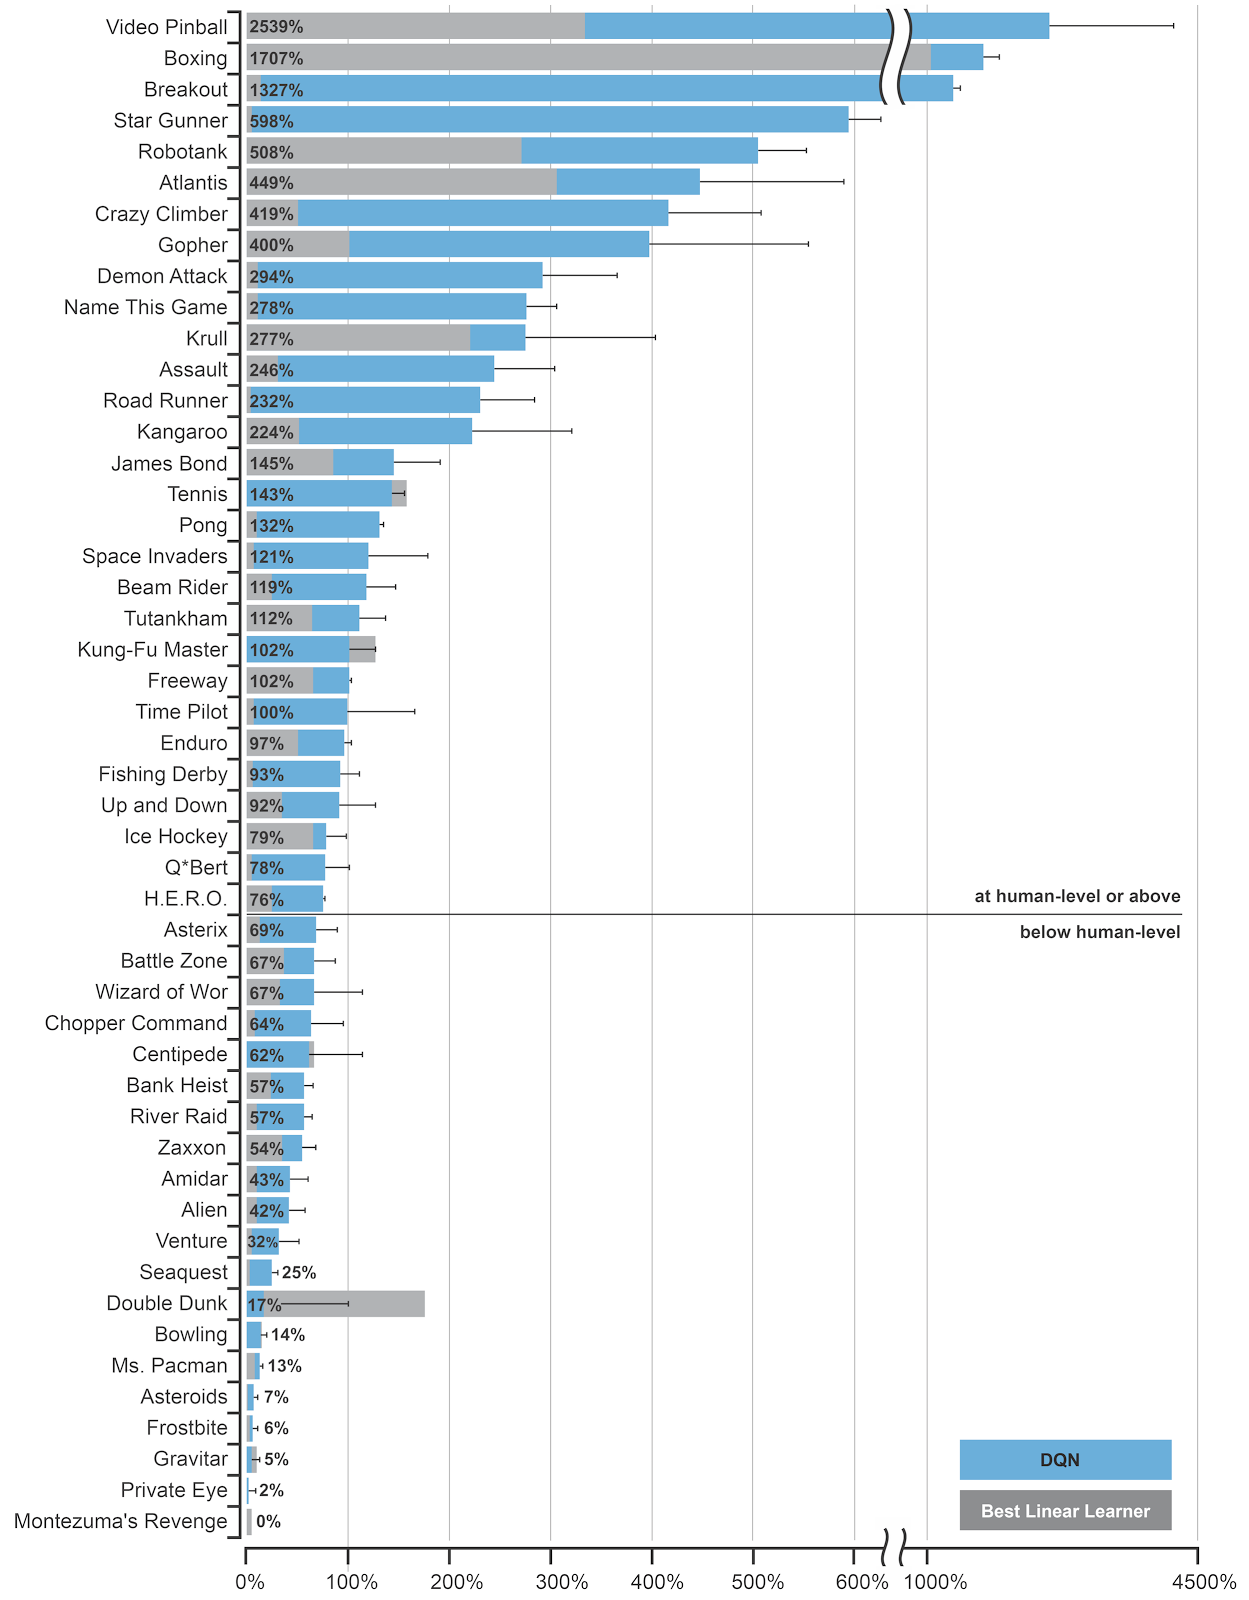 Video Pinball 2539%
Boxing 1707%
Breakout 1327%
Star Gunner 598%
Robotank 508%
Atlantis 449%
Crazy Climber 419%
Gopher 400%
Demon Attack 294%
Name This Game 278%
Krull 277%
Assault 246%
Road Runner 232%
Kangaroo 224%
James Bond 145%
Tennis 143%
Pong 132%
Space Invaders 121%
Beam Rider 119%
Tutankham 112%
Kung-Fu Master 102%
Freeway 102%
Time Pilot 100%
Enduro 97%
Fishing Derby 93%
Up and Down 92%
Ice Hockey 79%
Q*Bert 78%
H.E.R.O. 76%
at human-level or above
Asterix 69%
below human-level
Battle Zone 67%
Wizard of Wor 67%
Chopper Command 64%
Centipede 62%
Bank Heist 57%
River Raid 57%
Zaxxon 54%
Amidar 43%
Alien 42%
Venture 32%
Seaquest 25%
Double Dunk 17%
Bowling 14%
Ms. Pacman 13%
Asteroids 7%
Frostbite 6%
Gravitar 5%
DQN
Private Eye 2%
Best Linear Learner
Montezuma's Revenge 0%
0% 100% 200% 300% 400% 500% 600% 1000% 4500%